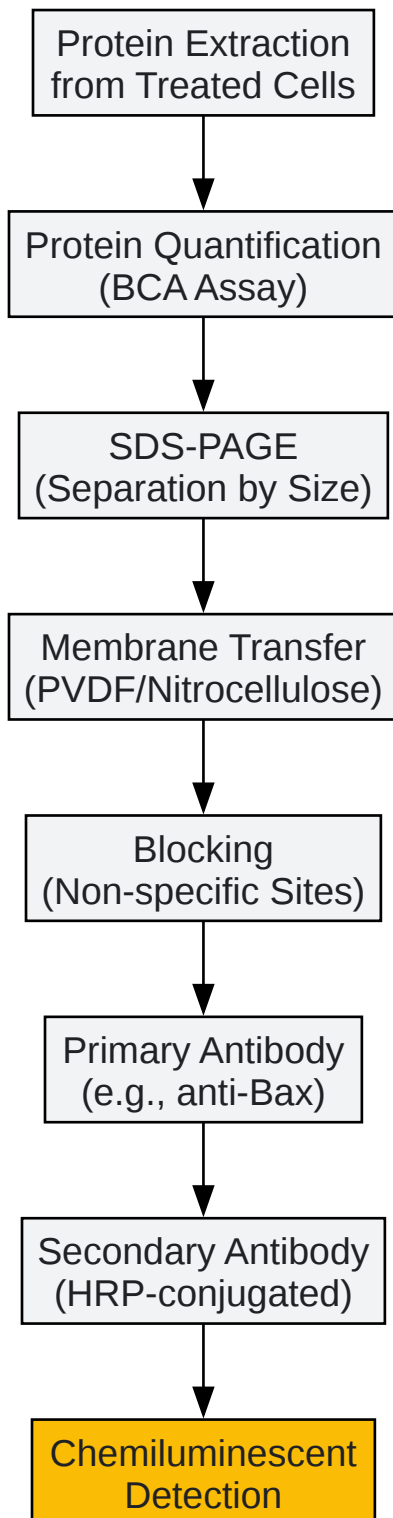 Protein Extraction
from Treated Cells
Protein Quantification
(BCA Assay)
SDS-PAGE
(Separation by Size)
Membrane Transfer
(PVDF/Nitrocellulose)
Blocking
(Non-specific Sites)
Primary Antibody
(e.g., anti-Bax)
Secondary Antibody
(HRP-conjugated)
Chemiluminescent
Detection